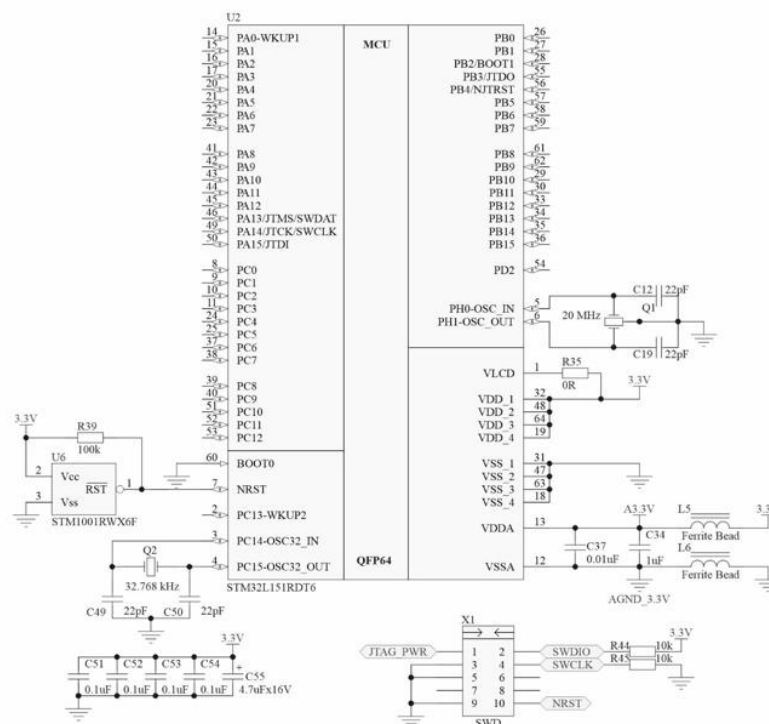 U2
MCU
QFP64
STM32L151RDT6
14 PA0-WKUP1
15 PA1
16 PA2
17 PA3
20 PA4
21 PA5
22 PA6
23 PA7
41 PA8
42 PA9
43 PA10
44 PA11
45 PA12
46 PA13/JTMS/SWDAT
49 PA14/JTCK/SWCLK
50 PA15/JTDI
8 PC0
9 PC1
10 PC2
11 PC3
24 PC4
25 PC5
37 PC6
38 PC7
39 PC8
40 PC9
51 PC10
52 PC11
53 PC12
60 BOOT0
7 NRST
2 PC13-WKUP2
3 PC14-OSC32_IN
4 PC15-OSC32_OUT
PB0 26
PB1 27
PB2/BOOT1 28
PB3/JTDO 55
PB4/NJTRST 56
PB5 57
PB6 58
PB7 59
PB8 61
PB9 62
PB10 29
PB11 30
PB12 33
PB13 34
PB14 35
PB15 36
PD2 54
PH0-OSC_IN 5
PH1-OSC_OUT 6
VLCD 1
VDD_1 32
VDD_2 48
VDD_3 64
VDD_4 19
VSS_1 31
VSS_2 47
VSS_3 63
VSS_4 18
VDDA 13
VSSA 12
C12 22pF
Q1
20 MHz
C19 22pF
R35
0R
3.3V
3.3V
R39
100k
U6
2 Vcc
RST 1
3 Vss
STM1001RWX6F
Q2
32.768 kHz
C49 22pF
C50 22pF
A3.3V
L5
3.3
Ferrite Bead
C37
0.01uF
C34
1uF
L6
Ferrite Bead
AGND_3.3V
3.3V
C51 C52 C53 C54 +
C55
0.1uF 0.1uF 0.1uF 0.1uF 4.7uFx16V
X1
JTAG_PWR 1 2 SWDIO R44 10k 3.3V
3 4 SWCLK R45 10k
5 6
7 8
9 10 NRST
SWD